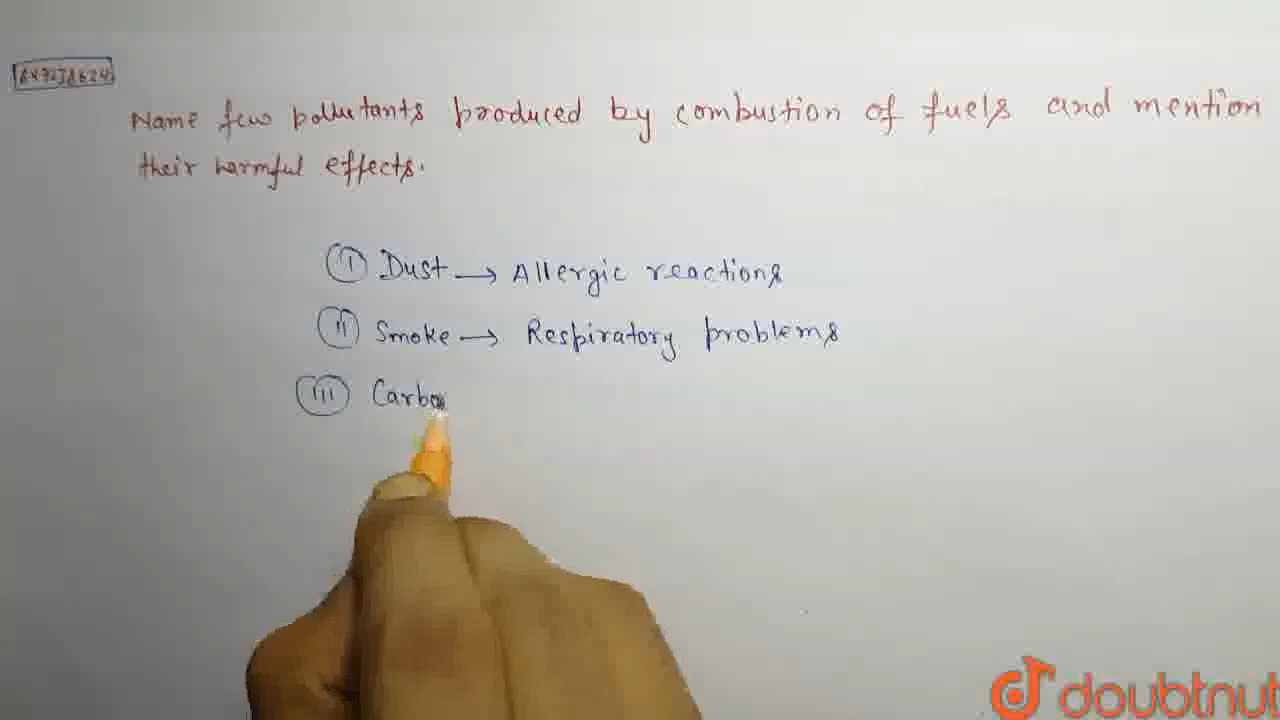 Name few pollutants produced by combustion of fuels and mention
their harmful effects.
I Dust → Allergic reactions
II Smoke → Respiratory problems
III Carbo
doubtnut